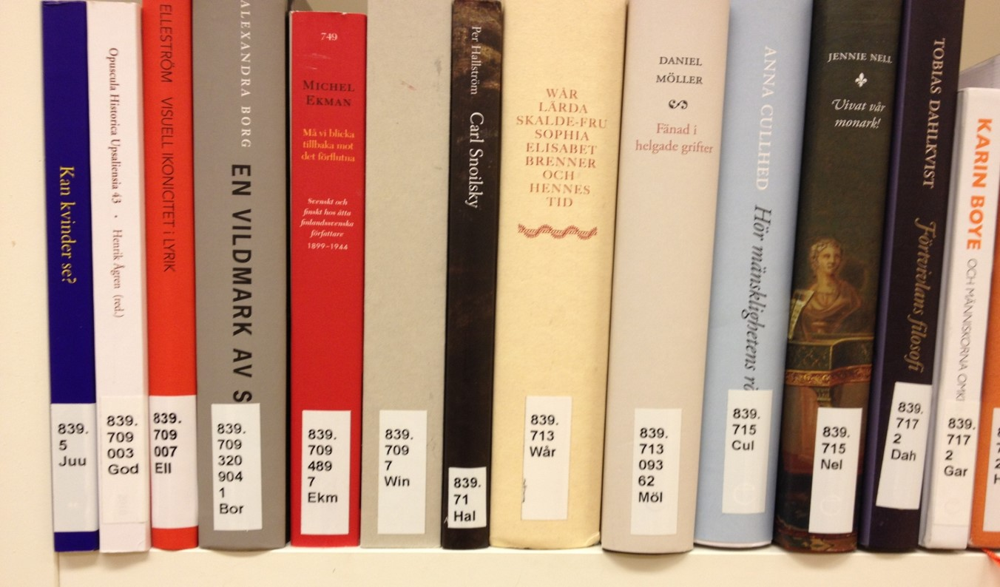 Kan kvinder se?
839.
5
Juu
Opuscula Historica Upsaliensia 43 · Henrik Ågren (red.)
839.
709
003
God
ELLESTRÖM VISUELL IKONICITET i LYRIK
839.
709
007
Ell
ALEXANDRA BORG EN VILDMARK AV
839.
709
320
904
1
Bor
749
MICHEL
EKMAN
Må vi blicka
tillbaka mot
det förflutna
Svenskt och
finskt hos åtta
finlandssvenska
författare
1899–1944
839.
709
489
7
Ekm
839.
709
7
Win
Per Hallström Carl Snoilsky
839.
71
Hal
WÅR
LÄRDA
SKALDE-FRU
SOPHIA
ELISABET
BRENNER
OCH
HENNES
TID
839.
713
Wår
DANIEL
MÖLLER
Fänad i
helgade grifter
839.
713
093
62
Möl
ANNA CULLHED Hör mänsklighetens
839.
715
Cul
JENNIE NELL
Vivat vår
monark!
839.
715
Nel
TOBIAS DAHLKVIST Förtvivlans filosofi
839.
717
2
Dah
KARIN BOYE OCH MÄNNISKORNA OMKR
839.
717
2
Gar